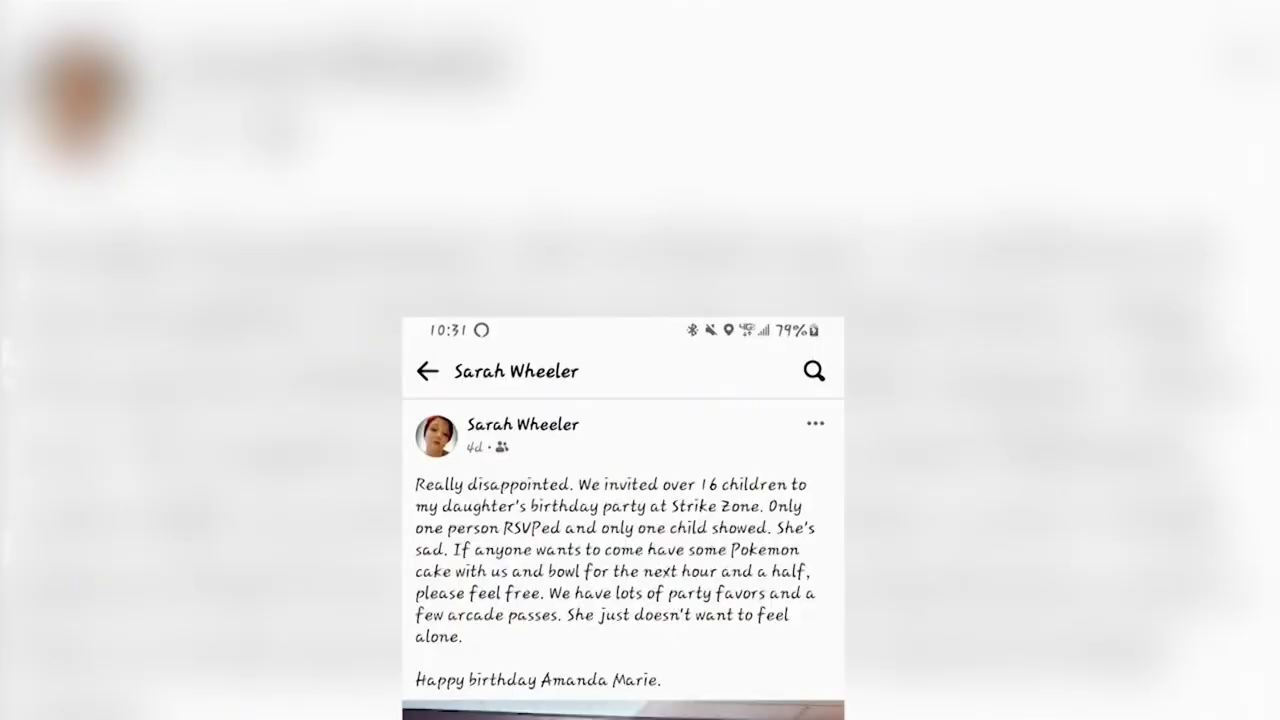 10:31 79%
Sarah Wheeler
Sarah Wheeler
4d
Really disappointed. We invited over 16 children to
my daughter's birthday party at Strike Zone. Only
one person RSVPed and only one child showed. She's
sad. If anyone wants to come have some Pokemon
cake with us and bowl for the next hour and a half,
please feel free. We have lots of party favors and a
few arcade passes. She just doesn't want to feel
alone.
Happy birthday Amanda Marie.